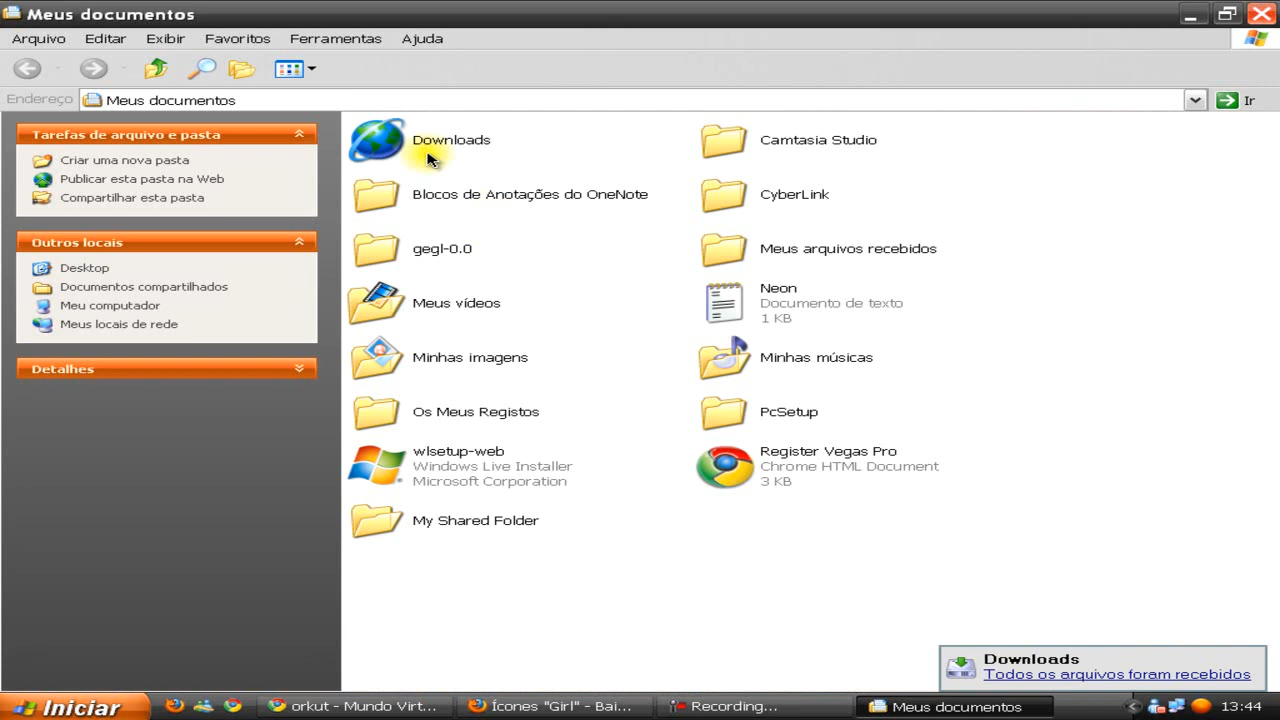 Meus documentos
Arquivo Editar Exibir Favoritos Ferramentas Ajuda
Endereço Meus documentos Ir
Tarefas de arquivo e pasta
Criar uma nova pasta
Publicar esta pasta na Web
Compartilhar esta pasta
Outros locais
Desktop
Documentos compartilhados
Meu computador
Meus locais de rede
Detalhes
Downloads
Camtasia Studio
Blocos de Anotações do OneNote
CyberLink
gegl-0.0
Meus arquivos recebidos
Meus vídeos
Neon
Documento de texto
1 KB
Minhas imagens
Minhas músicas
Os Meus Registos
PcSetup
wlsetup-web
Windows Live Installer
Microsoft Corporation
Register Vegas Pro
Chrome HTML Document
3 KB
My Shared Folder
Downloads
Todos os arquivos foram recebidos
Iniciar orkut - Mundo Virt... Ícones "Girl" - Bai... Recording... Meus documentos 13:44